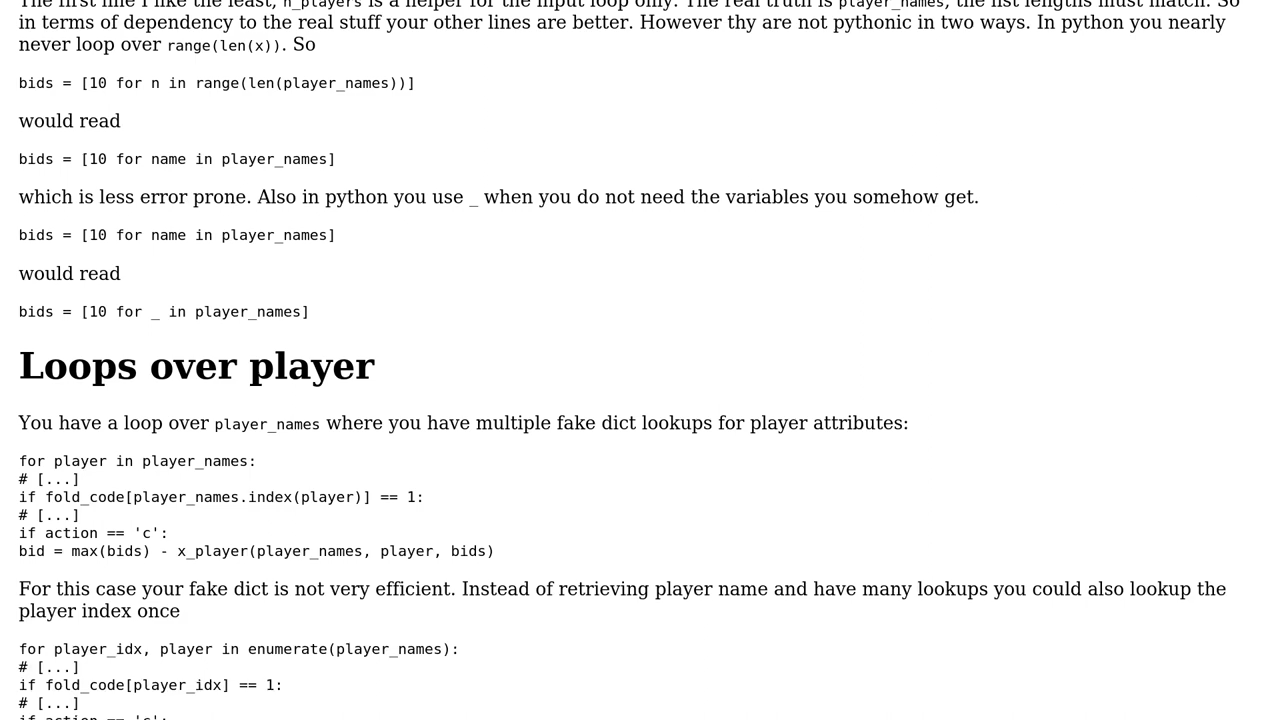 The first line I like the least, n_players is a helper for the input loop only. The real truth is player_names, the list lengths must match. So
in terms of dependency to the real stuff your other lines are better. However thy are not pythonic in two ways. In python you nearly
never loop over range(len(x)). So
bids = [10 for n in range(len(player_names))]
would read
bids = [10 for name in player_names]
which is less error prone. Also in python you use _ when you do not need the variables you somehow get.
bids = [10 for name in player_names]
would read
bids = [10 for _ in player_names]
Loops over player
You have a loop over player_names where you have multiple fake dict lookups for player attributes:
for player in player_names:
# [...]
if fold_code[player_names.index(player)] == 1:
# [...]
if action == 'c':
bid = max(bids) - x_player(player_names, player, bids)
For this case your fake dict is not very efficient. Instead of retrieving player name and have many lookups you could also lookup the
player index once
for player_idx, player in enumerate(player_names):
# [...]
if fold_code[player_idx] == 1:
# [...]
if action == 'c':